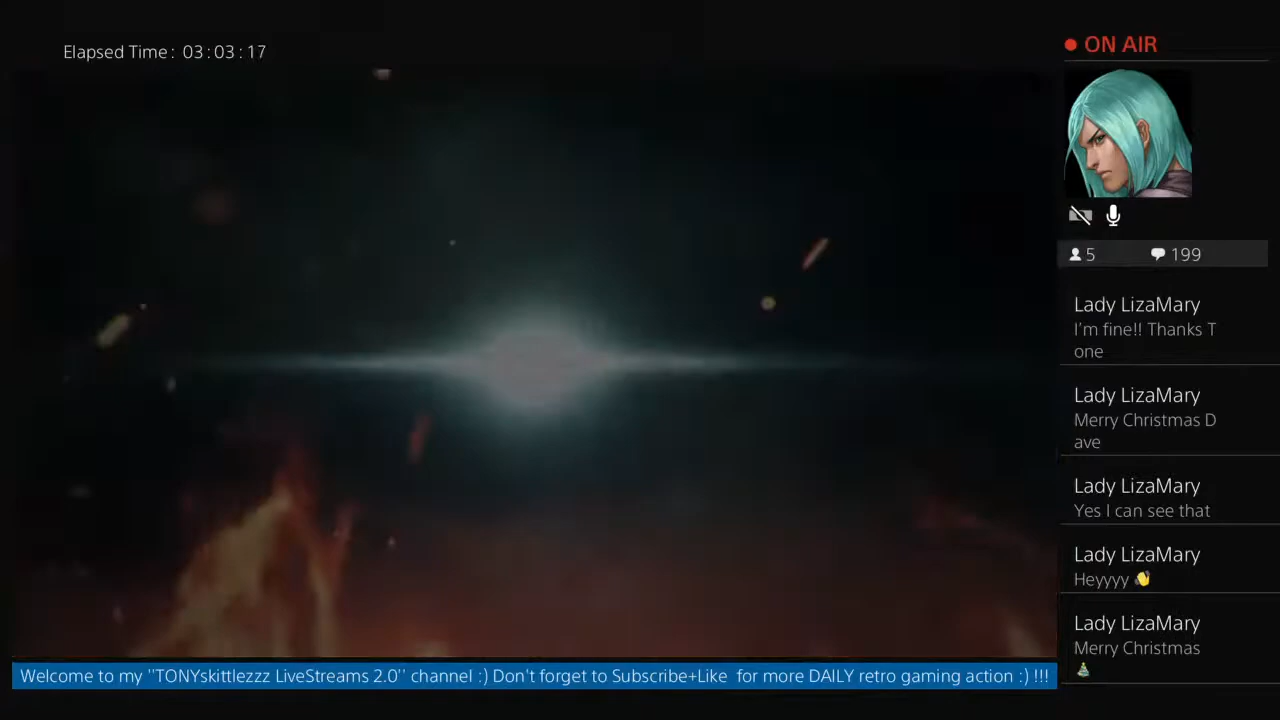 Elapsed Time: 03:03:17
ON AIR
5 199
Lady LizaMary
I'm fine!! Thanks T
one
Lady LizaMary
Merry Christmas D
ave
Lady LizaMary
Yes I can see that
Lady LizaMary
Heyyyy 👋
Lady LizaMary
Merry Christmas
🎄
Welcome to my ''TONYskittlezzz LiveStreams 2.0'' channel :) Don't forget to Subscribe+Like for more DAILY retro gaming action :) !!!